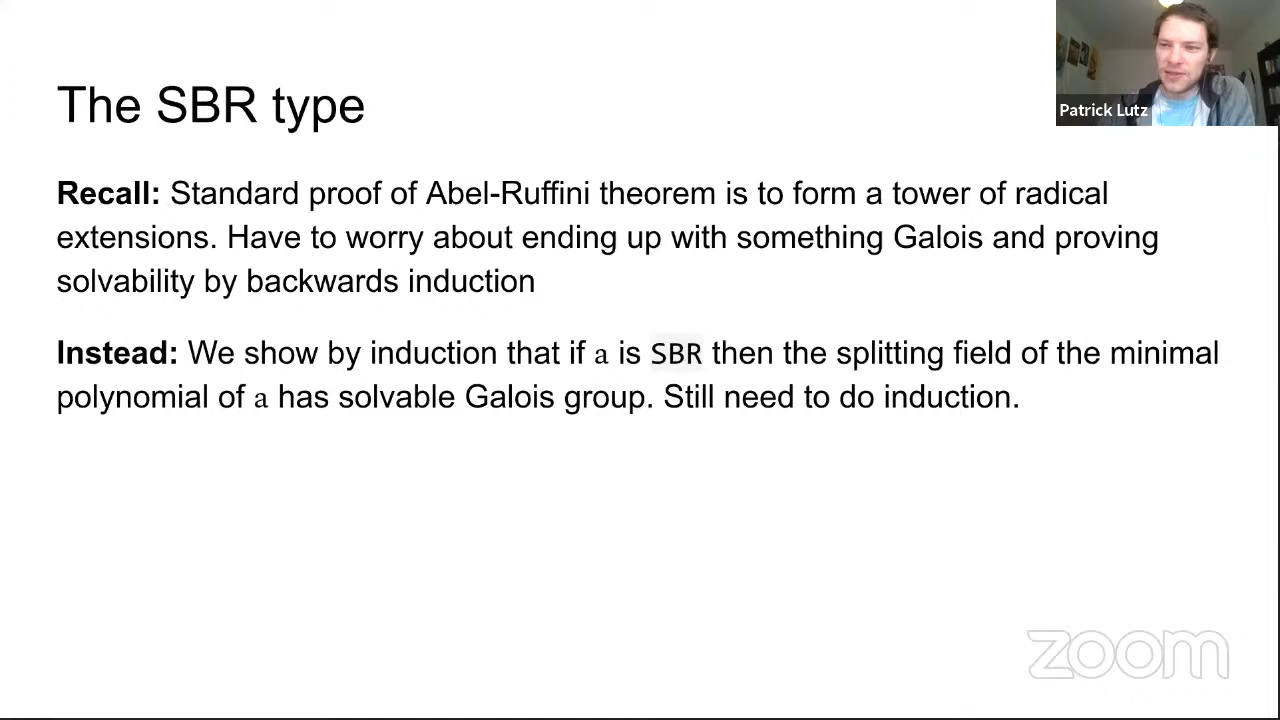 The SBR type
Patrick Lutz
Recall: Standard proof of Abel-Ruffini theorem is to form a tower of radical
extensions. Have to worry about ending up with something Galois and proving
solvability by backwards induction
Instead: We show by induction that if a is SBR then the splitting field of the minimal
polynomial of a has solvable Galois group. Still need to do induction.
zoom